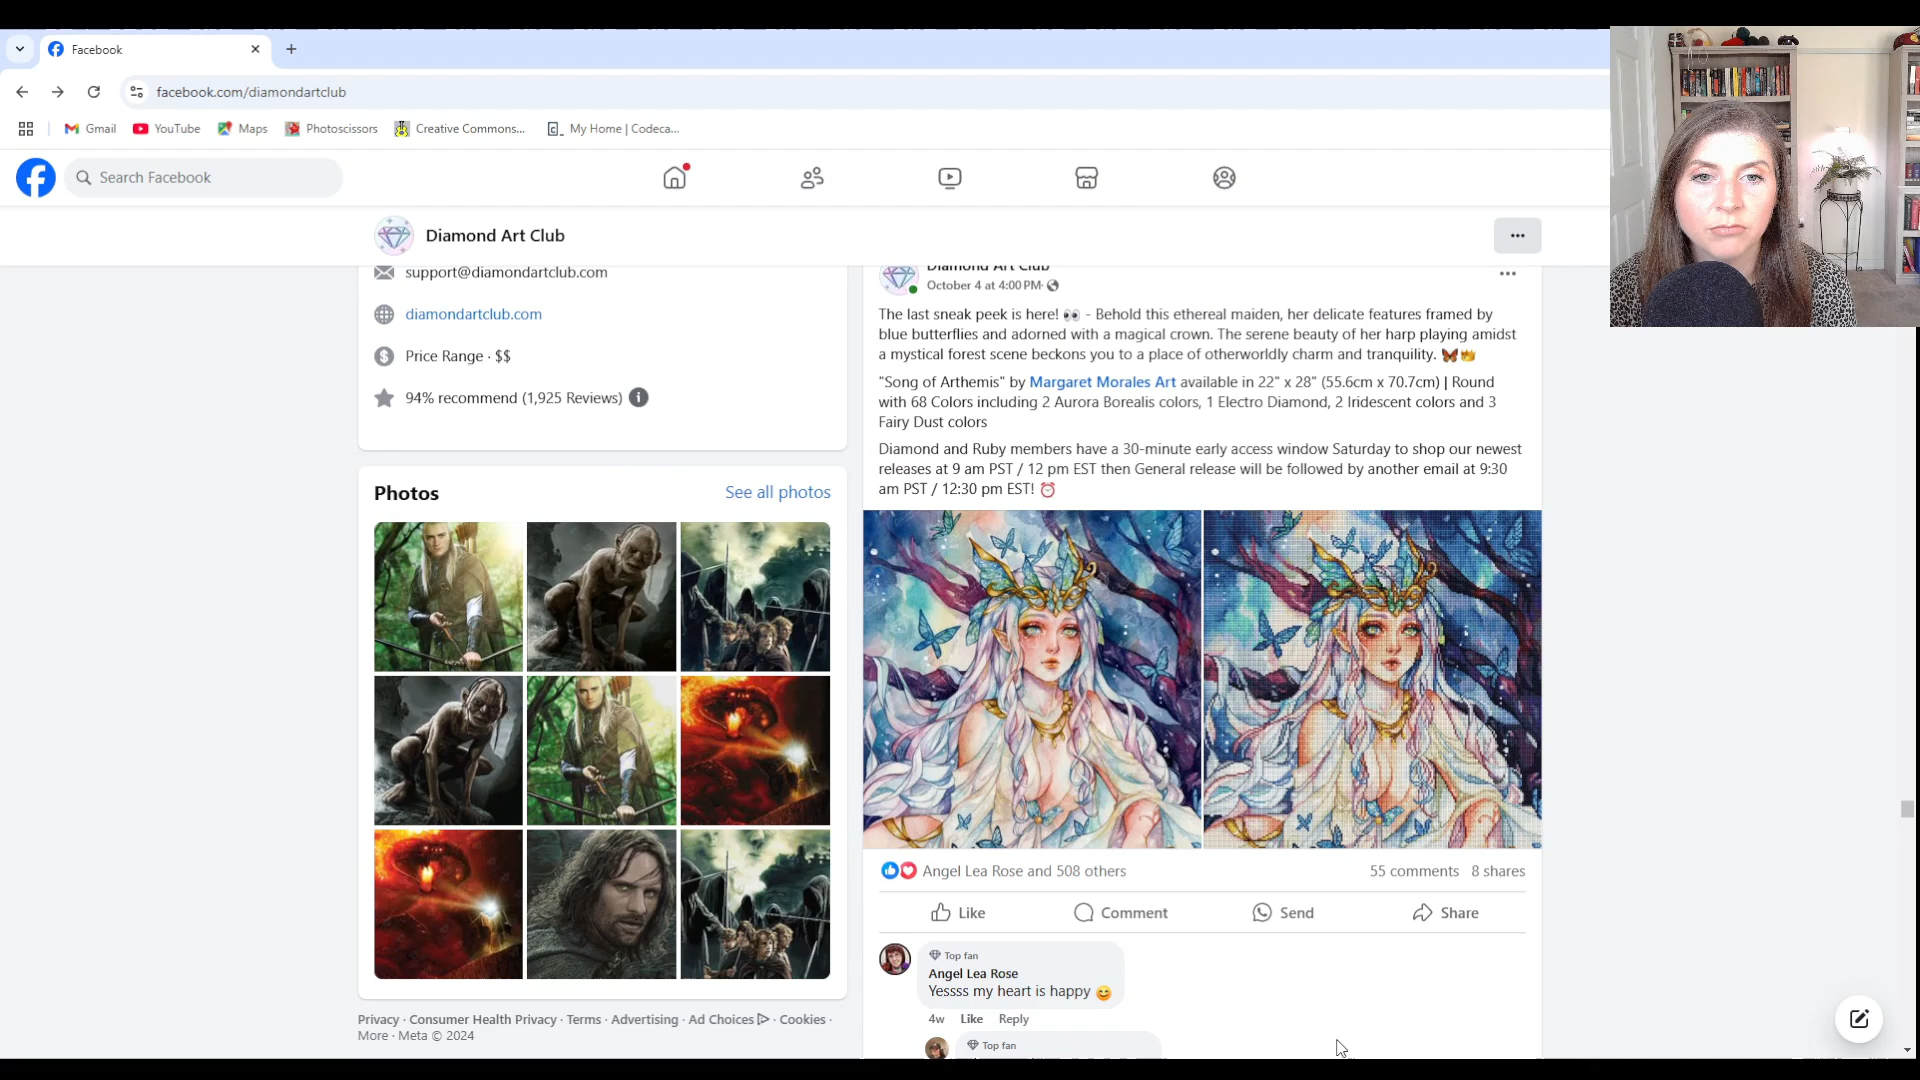 Facebook
facebook.com/diamondartclub
Gmail
YouTube
Maps
Photoscissors
Creative Commons...
My Home | Codeca...
Search Facebook
Diamond Art Club
support@diamondartclub.com
diamondartclub.com
Price Range · $$
94% recommend (1,925 Reviews)
Photos
See all photos
Privacy · Consumer Health Privacy · Terms · Advertising · Ad Choices · Cookies ·
More · Meta © 2024
Diamond Art Club
October 4 at 4:00 PM ·
The last sneak peek is here! 👀 - Behold this ethereal maiden, her delicate features framed by
blue butterflies and adorned with a magical crown. The serene beauty of her harp playing amidst
a mystical forest scene beckons you to a place of otherworldly charm and tranquility. 🦋👑
"Song of Arthemis" by Margaret Morales Art available in 22" x 28" (55.6cm x 70.7cm) | Round
with 68 Colors including 2 Aurora Borealis colors, 1 Electro Diamond, 2 Iridescent colors and 3
Fairy Dust colors
Diamond and Ruby members have a 30-minute early access window Saturday to shop our newest
releases at 9 am PST / 12 pm EST then General release will be followed by another email at 9:30
am PST / 12:30 pm EST! ⏰
Angel Lea Rose and 508 others
55 comments 8 shares
Like
Comment
Send
Share
Top fan
Angel Lea Rose
Yessss my heart is happy 😊
4w Like Reply
Top fan